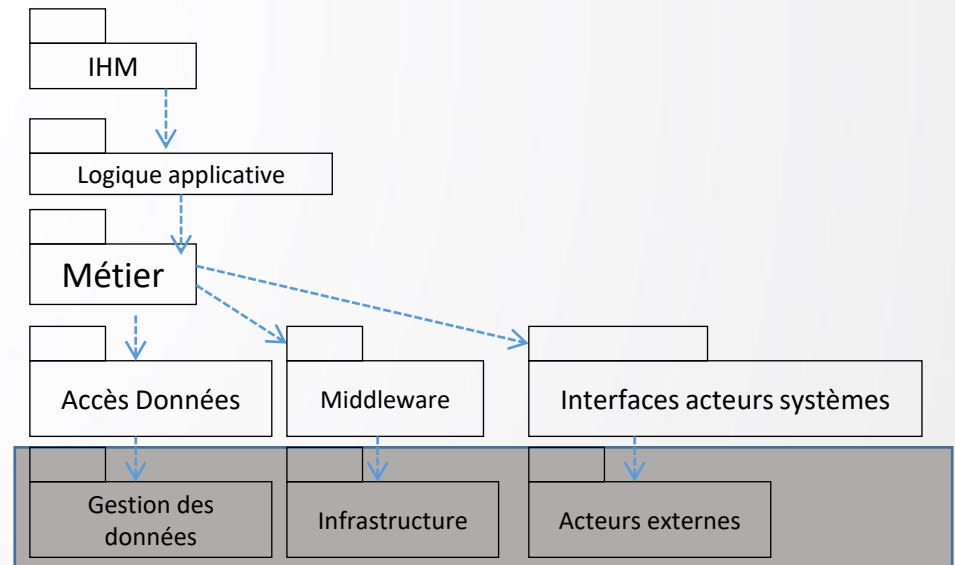 IHM
Logique applicative
Métier
Accès Données
Middleware
Interfaces acteurs systèmes
Gestion des
données
Infrastructure
Acteurs externes